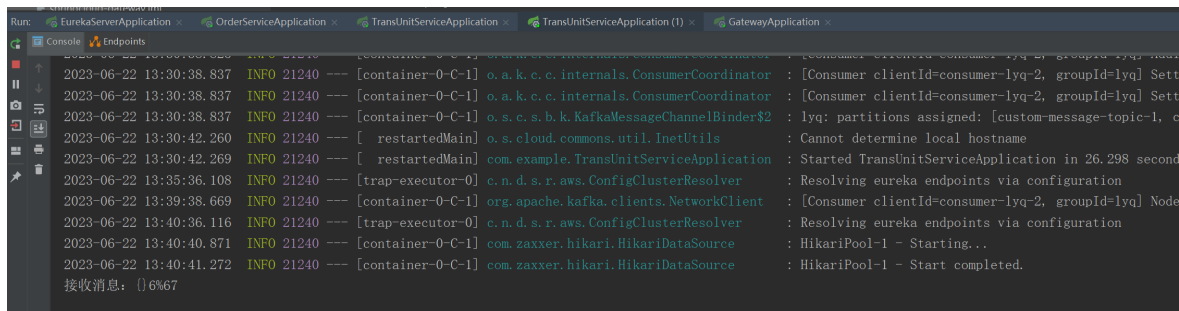 Run: EurekaServerApplication × OrderServiceApplication × TransUnitServiceApplication × TransUnitServiceApplication (1) × GatewayApplication ×
Console Endpoints
2023-06-22 13:30:38.837 INFO 21240 --- [container-0-C-1] o.a.k.c.c.internals.ConsumerCoordinator : [Consumer clientId=consumer-lyq-2, groupId=lyq] Sett
2023-06-22 13:30:38.837 INFO 21240 --- [container-0-C-1] o.a.k.c.c.internals.ConsumerCoordinator : [Consumer clientId=consumer-lyq-2, groupId=lyq] Sett
2023-06-22 13:30:38.837 INFO 21240 --- [container-0-C-1] o.s.c.s.b.k.KafkaMessageChannelBinder$2 : lyq: partitions assigned: [custom-message-topic-1, c
2023-06-22 13:30:42.260 INFO 21240 --- [ restartedMain] o.s.cloud.commons.util.InetUtils : Cannot determine local hostname
2023-06-22 13:30:42.269 INFO 21240 --- [ restartedMain] com.example.TransUnitServiceApplication : Started TransUnitServiceApplication in 26.298 second
2023-06-22 13:35:36.108 INFO 21240 --- [trap-executor-0] c.n.d.s.r.aws.ConfigClusterResolver : Resolving eureka endpoints via configuration
2023-06-22 13:39:38.669 INFO 21240 --- [container-0-C-1] org.apache.kafka.clients.NetworkClient : [Consumer clientId=consumer-lyq-2, groupId=lyq] Node
2023-06-22 13:40:36.116 INFO 21240 --- [trap-executor-0] c.n.d.s.r.aws.ConfigClusterResolver : Resolving eureka endpoints via configuration
2023-06-22 13:40:40.871 INFO 21240 --- [container-0-C-1] com.zaxxer.hikari.HikariDataSource : HikariPool-1 - Starting...
2023-06-22 13:40:41.272 INFO 21240 --- [container-0-C-1] com.zaxxer.hikari.HikariDataSource : HikariPool-1 - Start completed.
接收消息：{}6%67